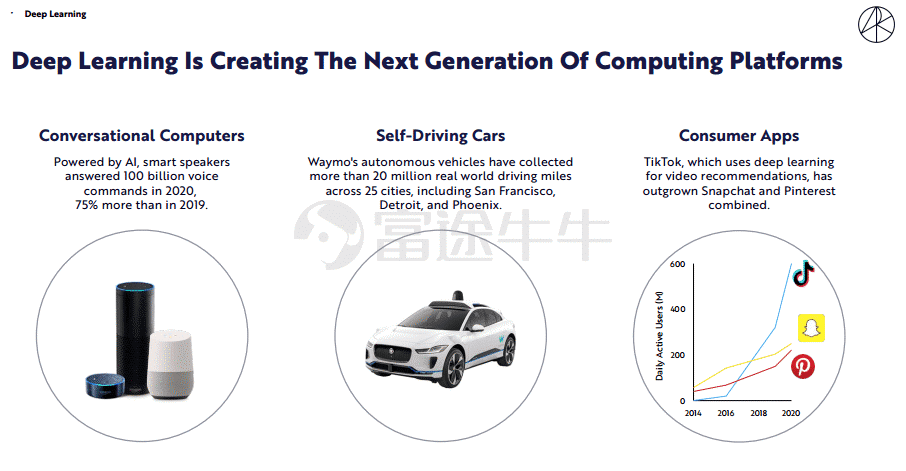 Deep Learning
Deep Learning Is Creating The Next Generation Of Computing Platforms
Conversational Computers
Powered by AI, smart speakers
answered 100 billion voice
commands in 2020,
75% more than in 2019.
Self-Driving Cars
Waymo's autonomous vehicles have collected
more than 20 million real world driving miles
across 25 cities, including San Francisco,
Detroit, and Phoenix.
Consumer Apps
TikTok, which uses deep learning
for video recommendations, has
outgrown Snapchat and Pinterest
combined.
富途牛牛
Daily Active Users (M)
600
400
200
0
2014 2016 2018 2020